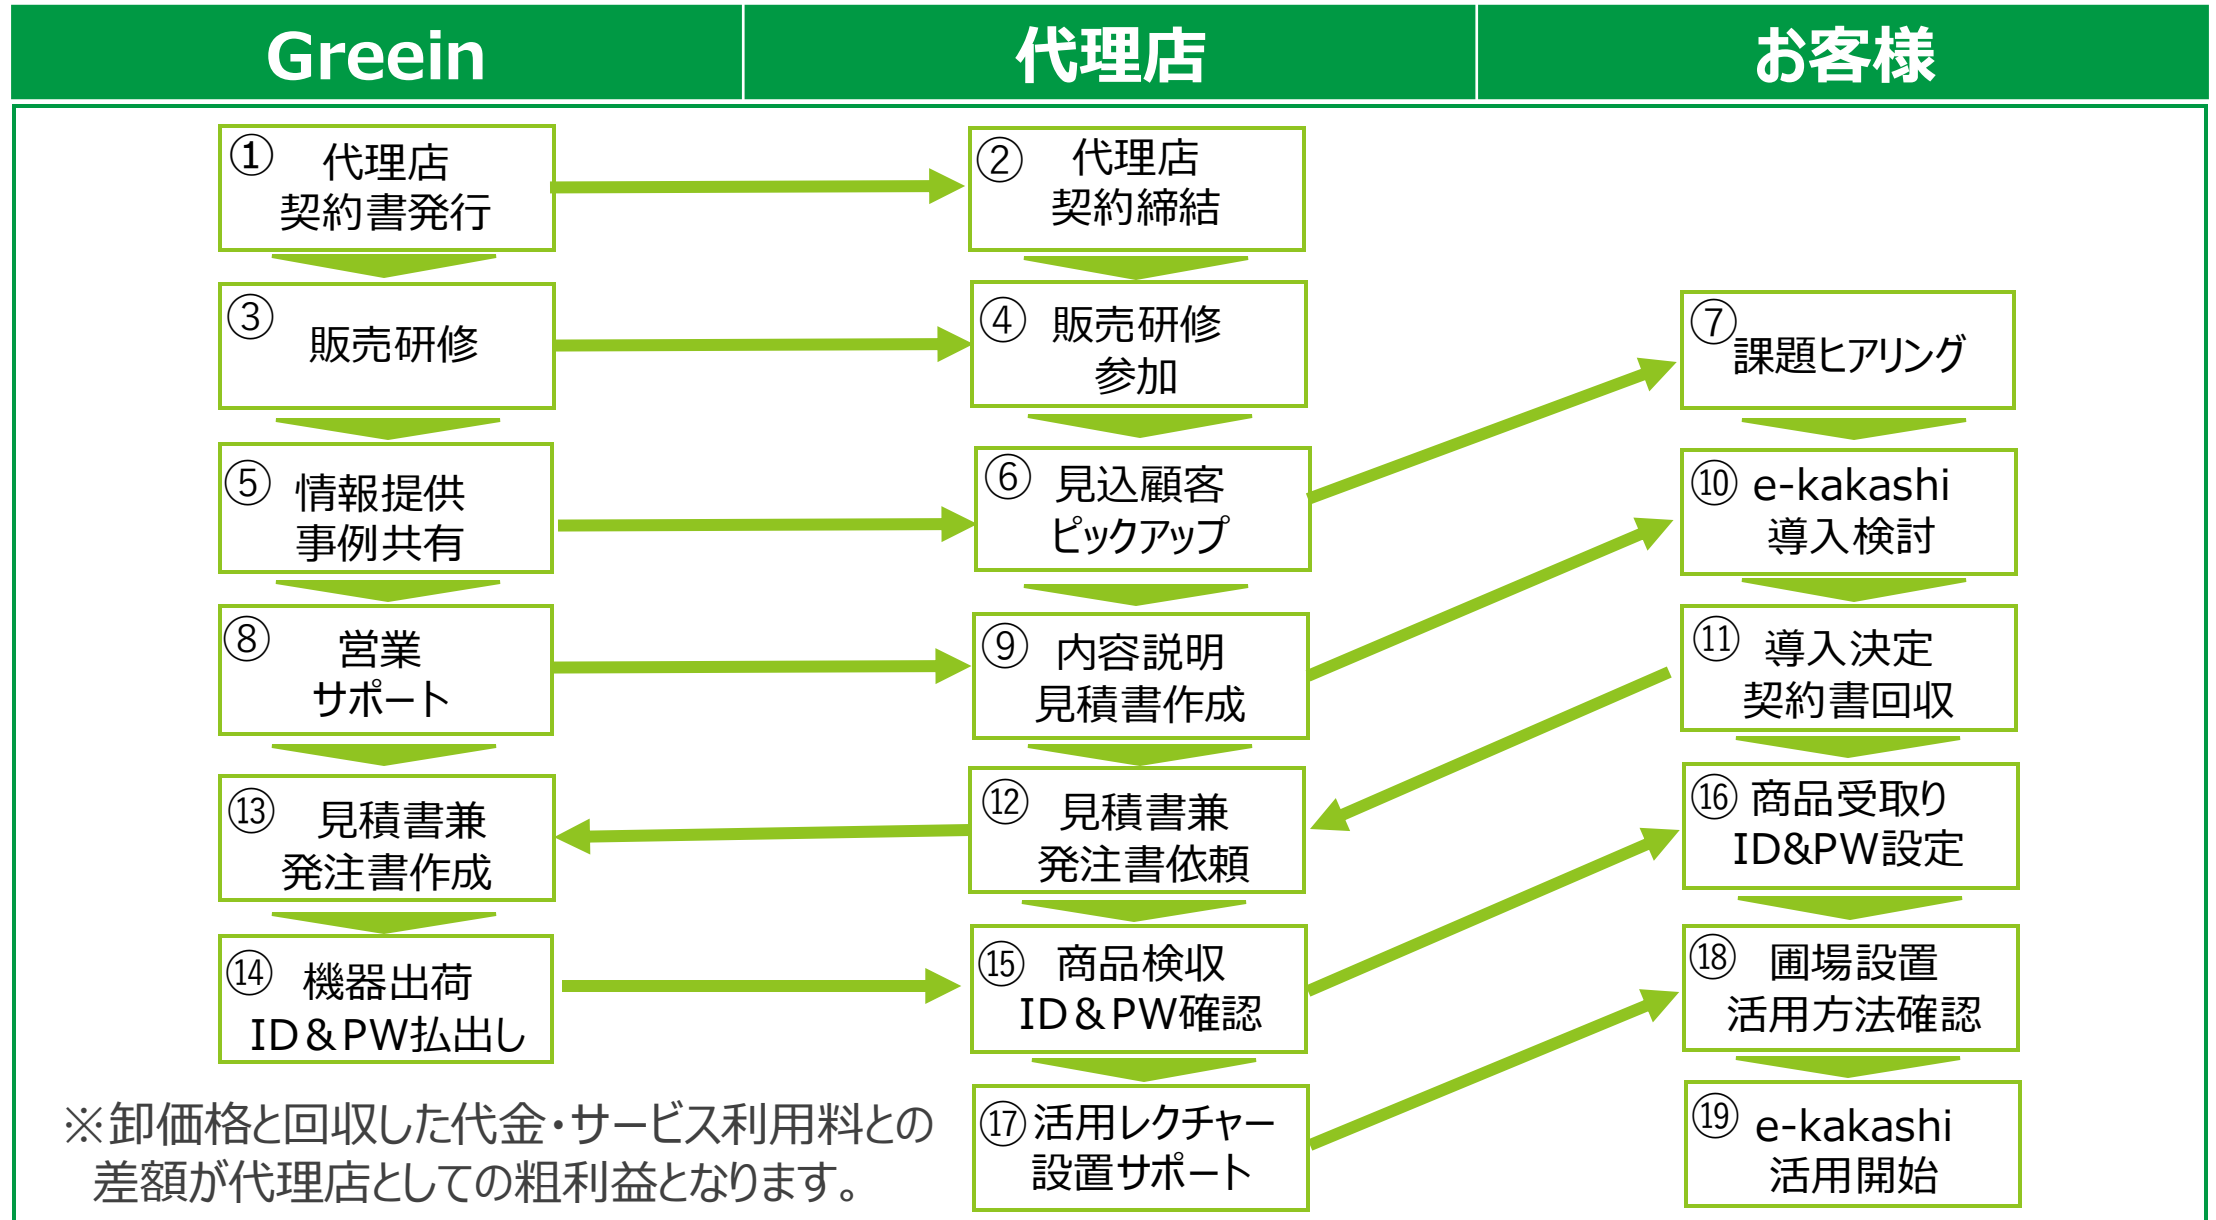 Greein
代理店
お客様
①
代理店
契約書発行
②
代理店
契約締結
③
販売研修
④
販売研修
参加
⑤
情報提供
事例共有
⑥
見込顧客
ピックアップ
⑦
課題ヒアリング
⑧
営業
サポート
⑨
内容説明
見積書作成
⑩
e-kakashi
導入検討
⑪
導入決定
契約書回収
⑫
見積書兼
発注書依頼
⑬
見積書兼
発注書作成
⑭
機器出荷
ID&PW払出し
⑮
商品検収
ID&PW確認
⑯
商品受取り
ID&PW設定
⑰
活用レクチャー
設置サポート
⑱
圃場設置
活用方法確認
⑲
e-kakashi
活用開始
※卸価格と回収した代金・サービス利用料との
差額が代理店としての粗利益となります。